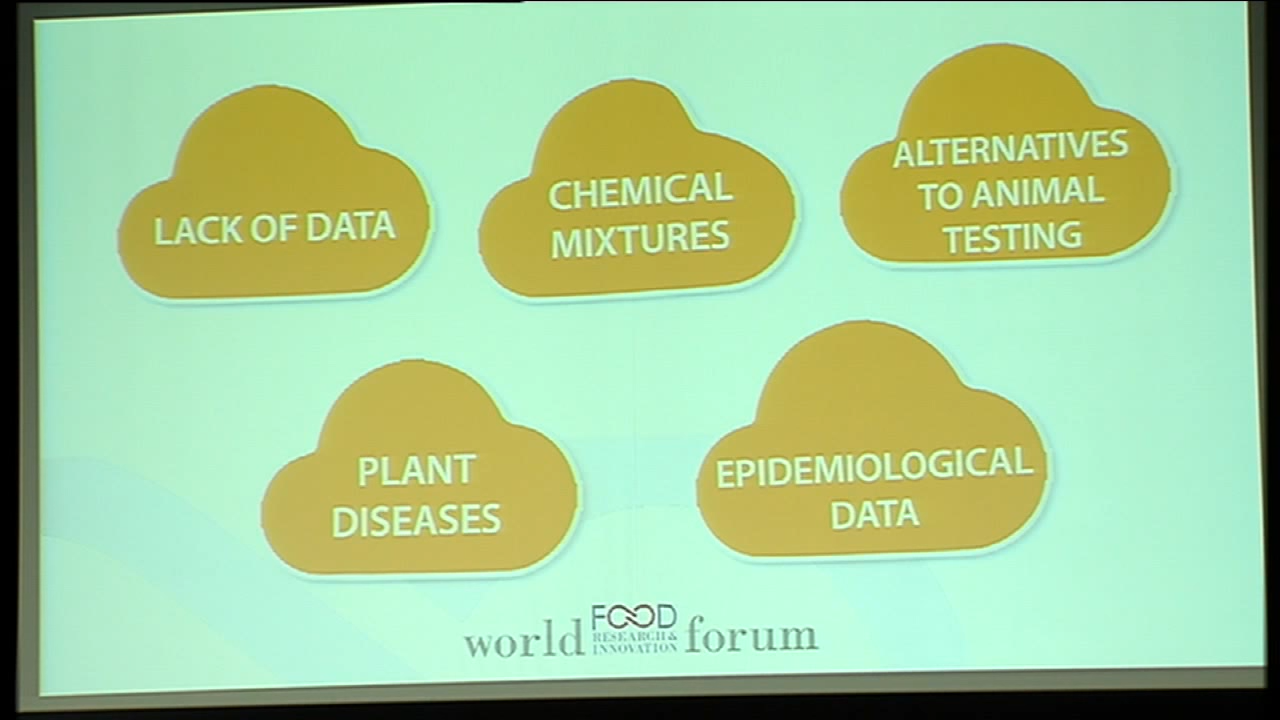 LACK OF DATA
CHEMICAL
MIXTURES
ALTERNATIVES
TO ANIMAL
TESTING
PLANT
DISEASES
EPIDEMIOLOGICAL
DATA
world FOOD RESEARCH & INNOVATION forum